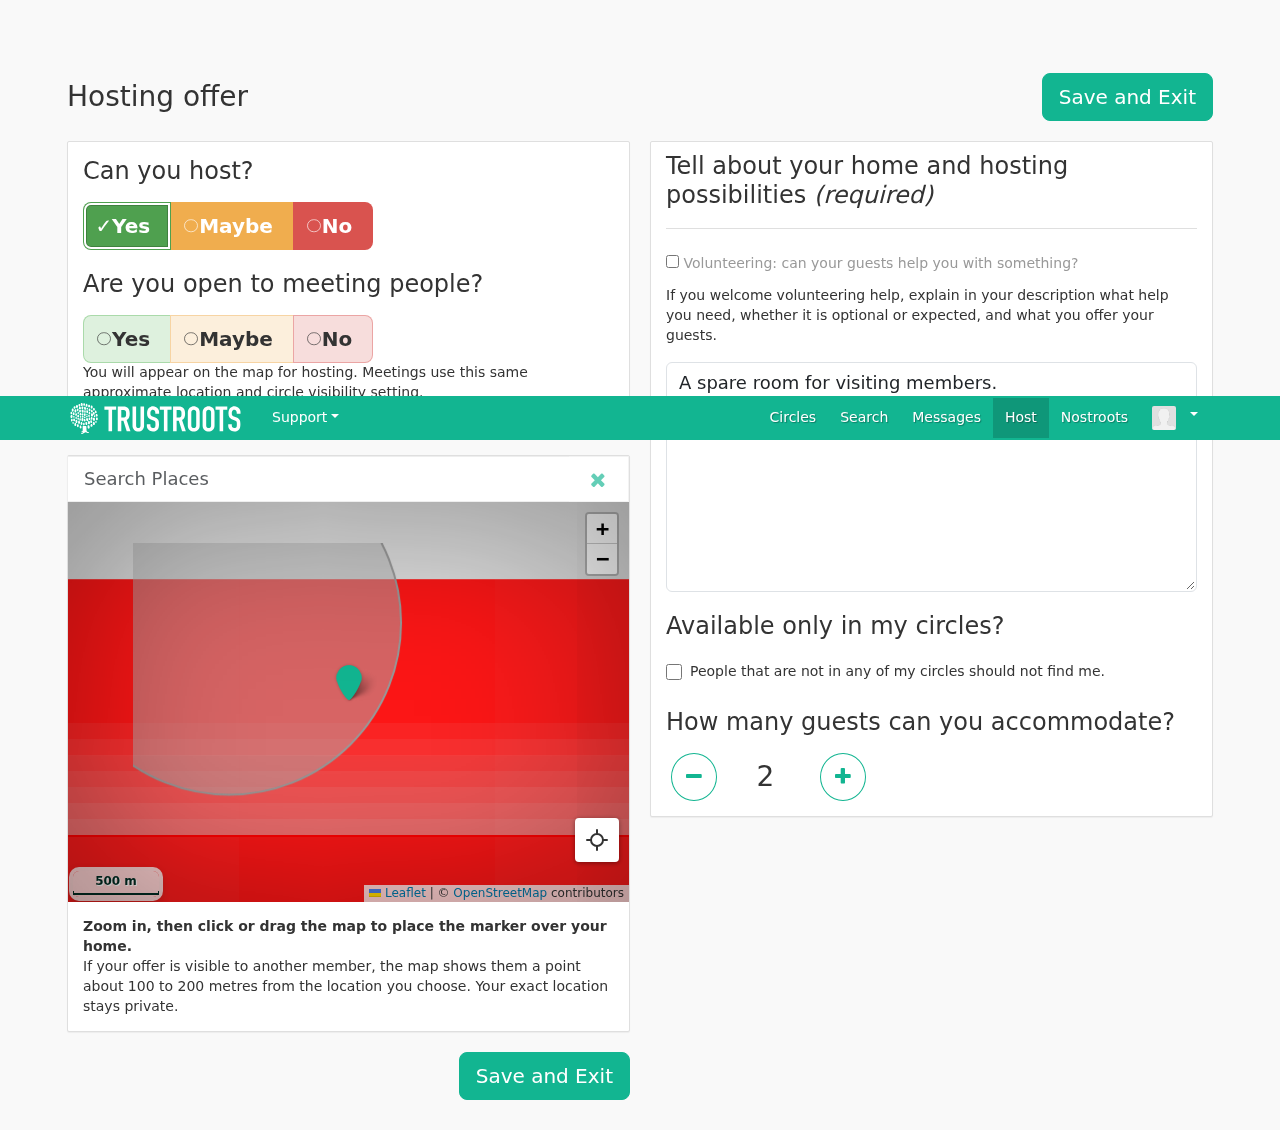 Hosting offer
Save and Exit
Can you host?
✓Yes
Maybe
No
Are you open to meeting people?
Yes
Maybe
No
You will appear on the map for hosting. Meetings use this same
approximate location and circle visibility setting.
Tell about your home and hosting
possibilities (required)
Volunteering: can your guests help you with something?
If you welcome volunteering help, explain in your description what help
you need, whether it is optional or expected, and what you offer your
guests.
A spare room for visiting members.
TRUSTROOTS
Support
Circles
Search
Messages
Host
Nostroots
Search Places
+
−
500 m
Leaflet | © OpenStreetMap contributors
Zoom in, then click or drag the map to place the marker over your
home.
If your offer is visible to another member, the map shows them a point
about 100 to 200 metres from the location you choose. Your exact location
stays private.
Available only in my circles?
People that are not in any of my circles should not find me.
How many guests can you accommodate?
2
Save and Exit